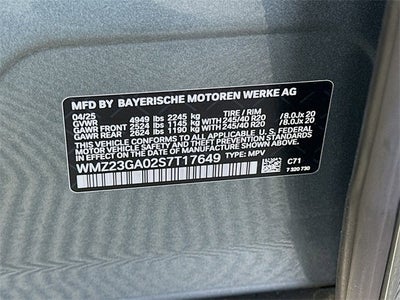 MFD BY BAYERISCHE MOTOREN WERKE AG
04/25 TIRE / RIM
GVWR 4949 lbs 2245 kg
GAWR FRONT 2524 lbs 1145 kg WITH 245/40 R20 / 8.0J x 20
GAWR REAR 2624 lbs 1190 kg WITH 245/40 R20 / 8.0J x 20
THIS VEHICLE CONFORMS TO ALL APPLICABLE FEDERAL MOTOR
VEHICLE SAFETY, BUMPER, AND THEFT PREVENTION STANDARDS
IN EFFECT ON THE DATE OF MANUFACTURE SHOWN ABOVE.
WMZ23GA02S7T17649 TYPE: MPV C71
7 320 730